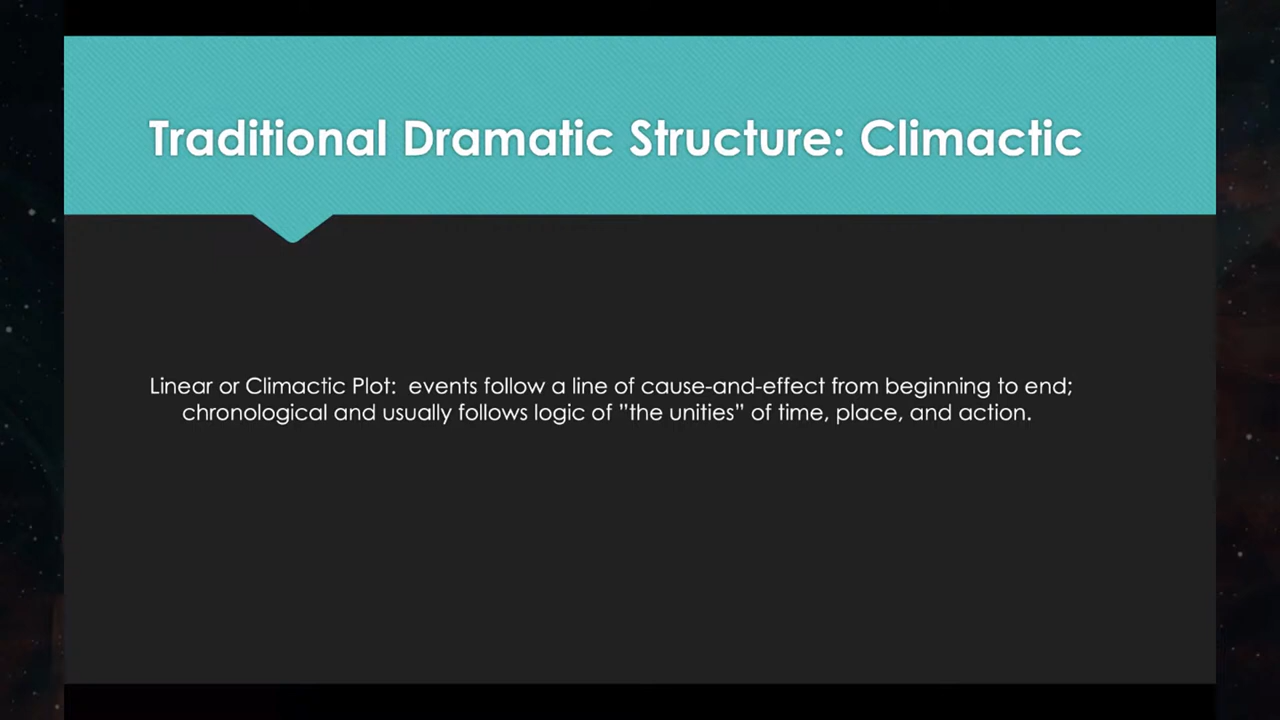 Traditional Dramatic Structure: Climactic
Linear or Climactic Plot:  events follow a line of cause-and-effect from beginning to end;
chronological and usually follows logic of ”the unities” of time, place, and action.